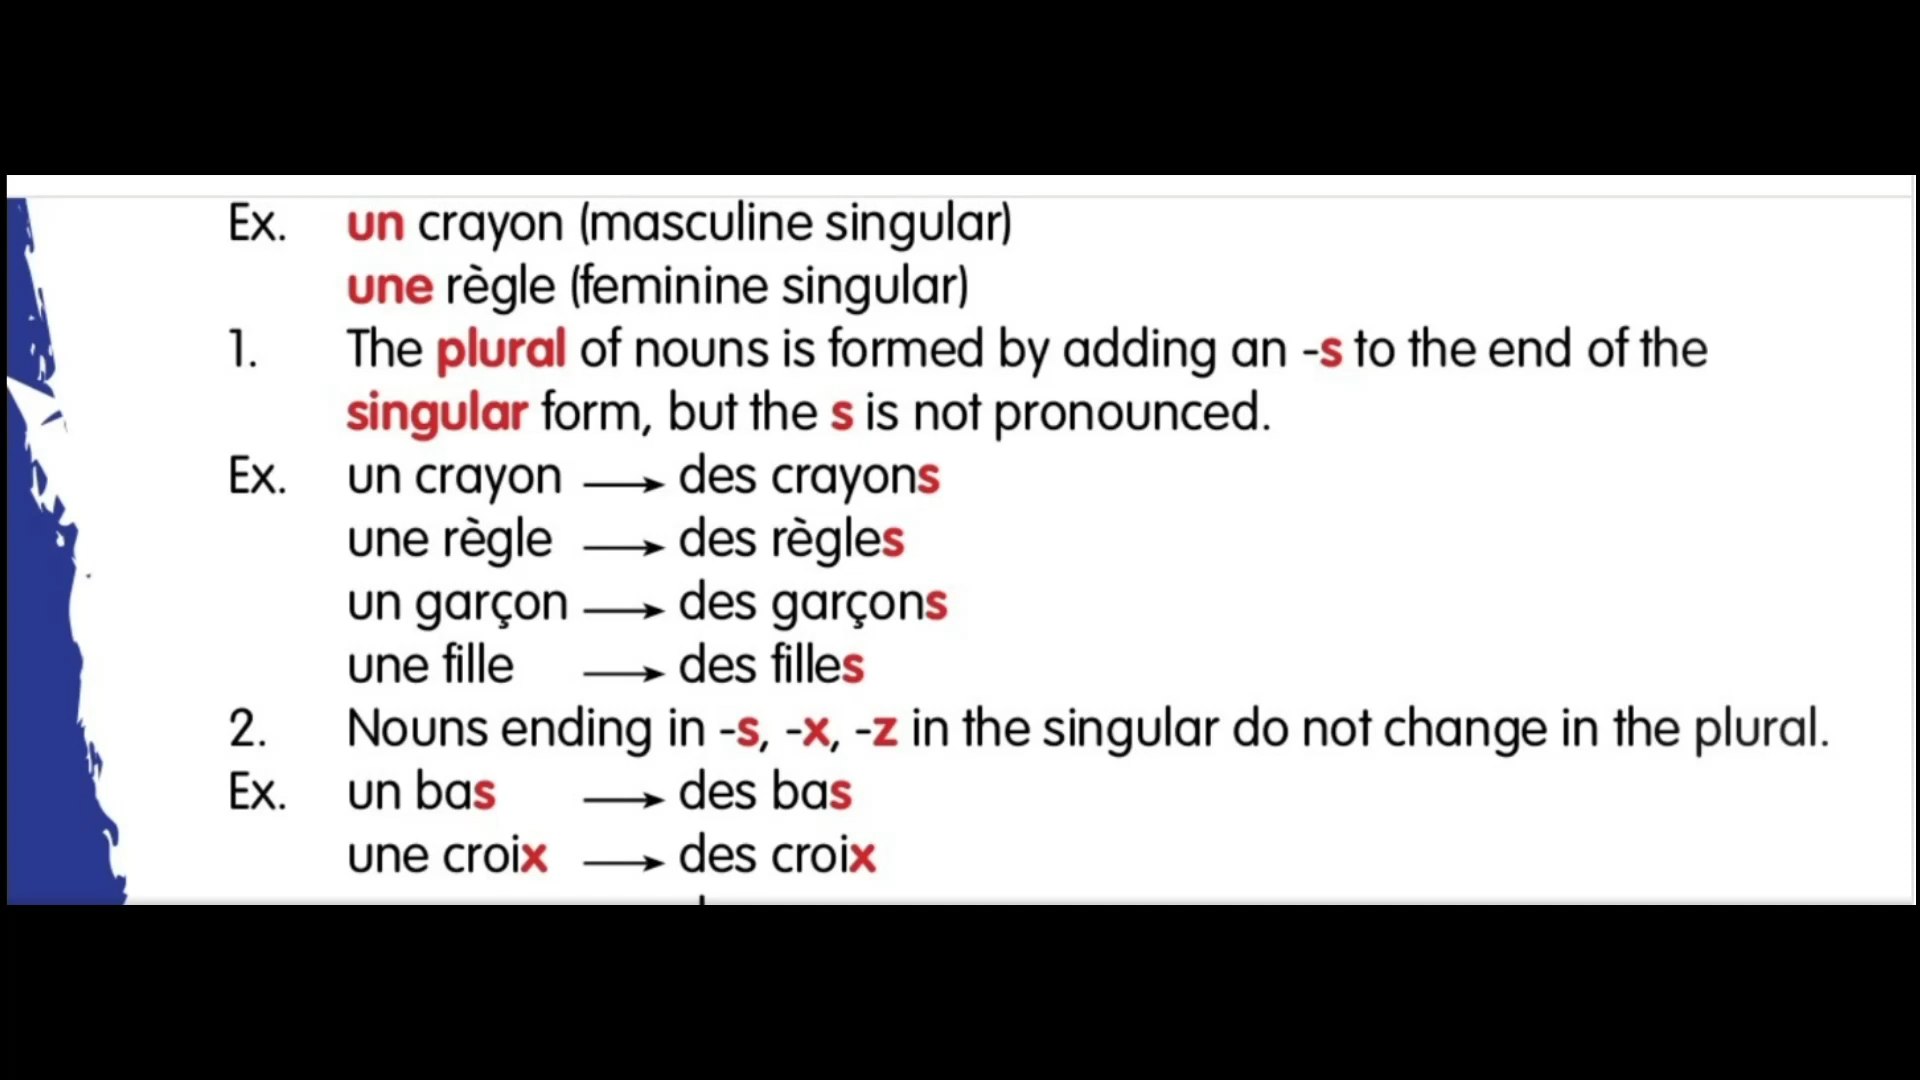 Ex. un crayon (masculine singular)
une règle (feminine singular)
1. The plural of nouns is formed by adding an -s to the end of the
singular form, but the s is not pronounced.
Ex. un crayon → des crayons
une règle → des règles
un garçon → des garçons
une fille → des filles
2. Nouns ending in -s, -x, -z in the singular do not change in the plural.
Ex. un bas → des bas
une croix → des croix